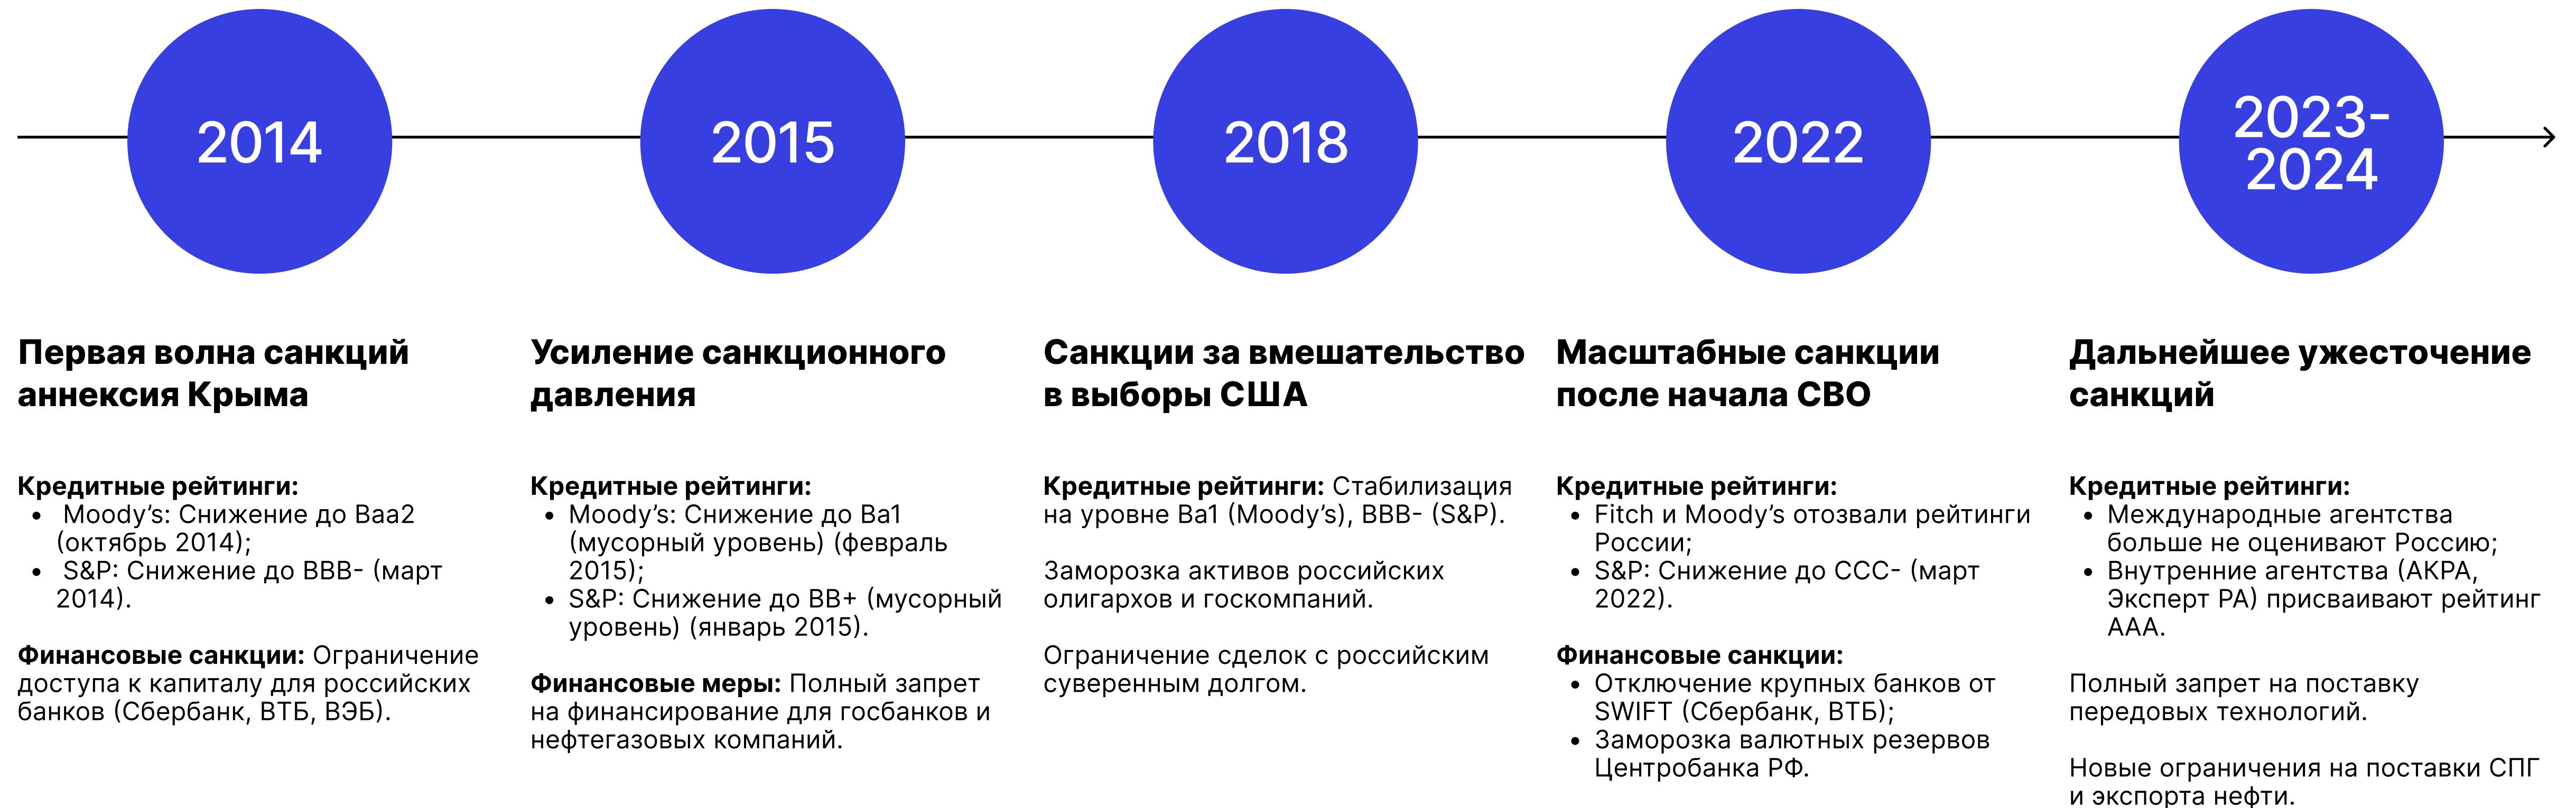 2014
2015
2018
2022
2023-
2024
Первая волна санкций
аннексия Крыма
Кредитные рейтинги:
• Moody’s: Снижение до Baa2
(октябрь 2014);
• S&P: Снижение до BBB- (март
2014).
Финансовые санкции: Ограничение
доступа к капиталу для российских
банков (Сбербанк, ВТБ, ВЭБ).
Усиление санкционного
давления
Кредитные рейтинги:
• Moody’s: Снижение до Ba1
(мусорный уровень) (февраль
2015);
• S&P: Снижение до BB+ (мусорный
уровень) (январь 2015).
Финансовые меры: Полный запрет
на финансирование для госбанков и
нефтегазовых компаний.
Санкции за вмешательство
в выборы США
Кредитные рейтинги: Стабилизация
на уровне Ba1 (Moody’s), BBB- (S&P).
Заморозка активов российских
олигархов и госкомпаний.
Ограничение сделок с российским
суверенным долгом.
Масштабные санкции
после начала СВО
Кредитные рейтинги:
• Fitch и Moody’s отозвали рейтинги
России;
• S&P: Снижение до CCC- (март
2022).
Финансовые санкции:
• Отключение крупных банков от
SWIFT (Сбербанк, ВТБ);
• Заморозка валютных резервов
Центробанка РФ.
Дальнейшее ужесточение
санкций
Кредитные рейтинги:
• Международные агентства
больше не оценивают Россию;
• Внутренние агентства (АКРА,
Эксперт РА) присваивают рейтинг
AAA.
Полный запрет на поставку
передовых технологий.
Новые ограничения на поставки СПГ
и экспорта нефти.